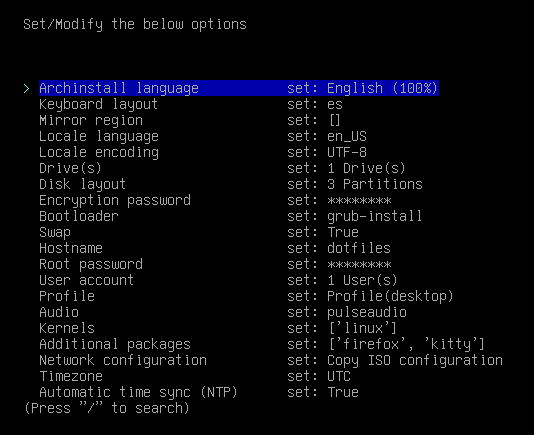 Set/Modify the below options
> Archinstall language set: English (100%)
Keyboard layout set: es
Mirror region set: []
Locale language set: en_US
Locale encoding set: UTF-8
Drive(s) set: 1 Drive(s)
Disk layout set: 3 Partitions
Encryption password set: ********
Bootloader set: grub-install
Swap set: True
Hostname set: dotfiles
Root password set: ********
User account set: 1 User(s)
Profile set: Profile(desktop)
Audio set: pulseaudio
Kernels set: ['linux']
Additional packages set: ['firefox', 'kitty']
Network configuration set: Copy ISO configuration
Timezone set: UTC
Automatic time sync (NTP) set: True
(Press "/" to search)